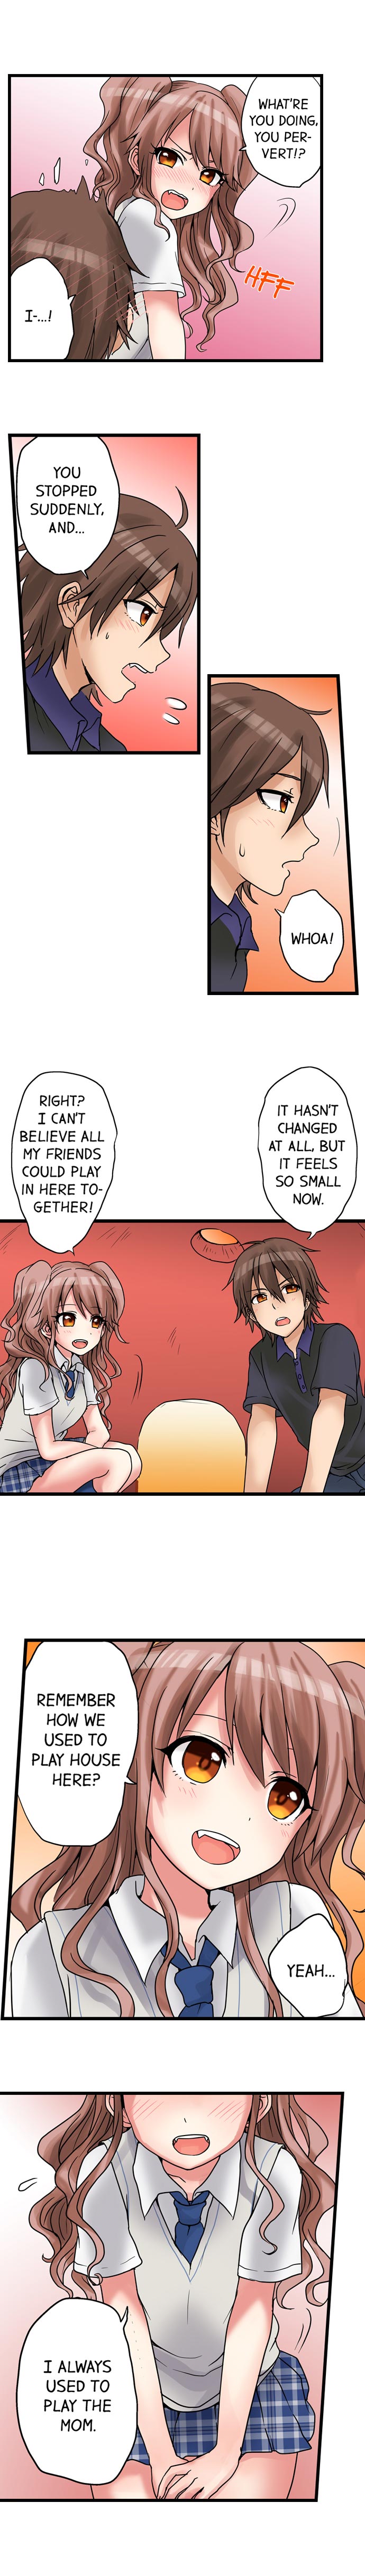 WHAT'RE
YOU DOING,
YOU PER-
VERT!?
HFF
I-...!
YOU
STOPPED
SUDDENLY,
AND...
WHOA!
IT HASN'T
CHANGED
AT ALL, BUT
IT FEELS
SO SMALL
NOW.
RIGHT?
I CAN'T
BELIEVE ALL
MY FRIENDS
COULD PLAY
IN HERE TO-
GETHER!
REMEMBER
HOW WE
USED TO
PLAY HOUSE
HERE?
YEAH...
I ALWAYS
USED TO
PLAY THE
MOM.